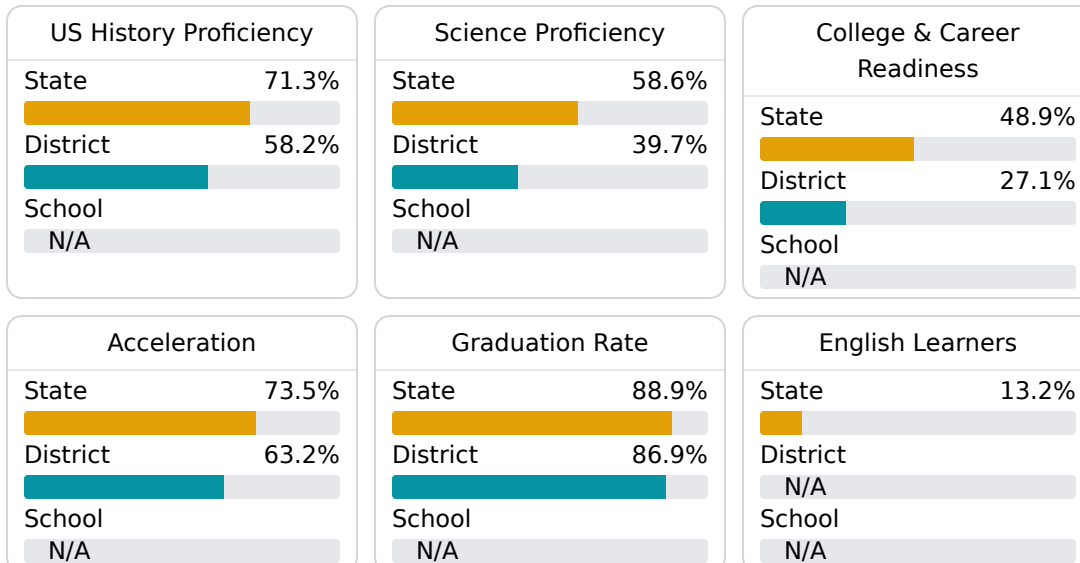 US History Proficiency
State 71.3%
District 58.2%
School
N/A
Science Proficiency
State 58.6%
District 39.7%
School
N/A
College & Career
Readiness
State 48.9%
District 27.1%
School
N/A
Acceleration
State 73.5%
District 63.2%
School
N/A
Graduation Rate
State 88.9%
District 86.9%
School
N/A
English Learners
State 13.2%
District
N/A
School
N/A